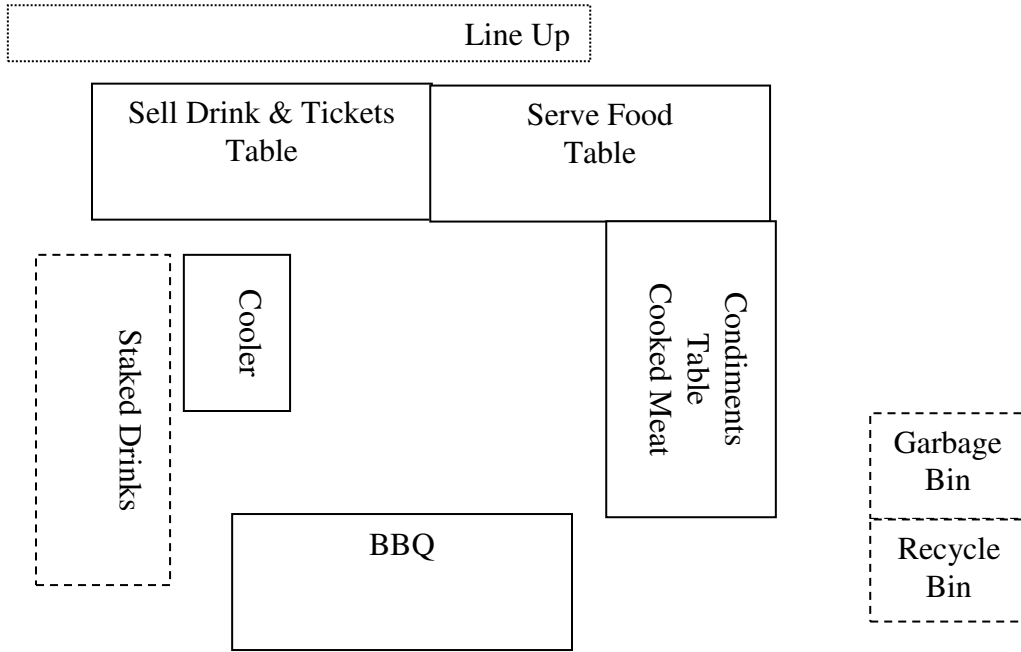 Line Up
Sell Drink & Tickets
Table
Serve Food
Table
Staked Drinks
Cooler
Condiments
Table
Cooked Meat
BBQ
Garbage
Bin
Recycle
Bin